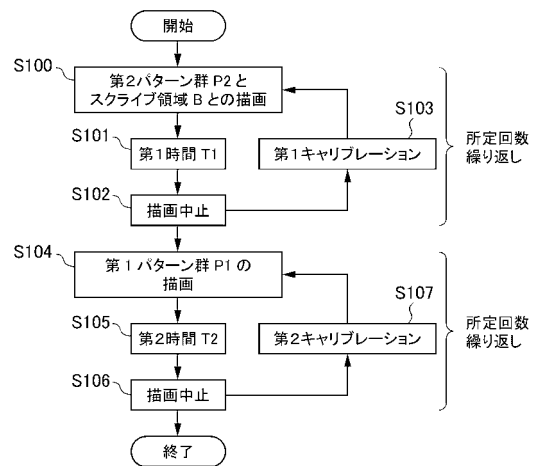 開始
S100
第2パターン群 P2 と
スクライブ領域 B との描画
S101
第1時間 T1
S103
第1キャリブレーション
所定回数
繰り返し
S102
描画中止
S104
第1パターン群 P1 の
描画
S105
第2時間 T2
S107
第2キャリブレーション
所定回数
繰り返し
S106
描画中止
終了